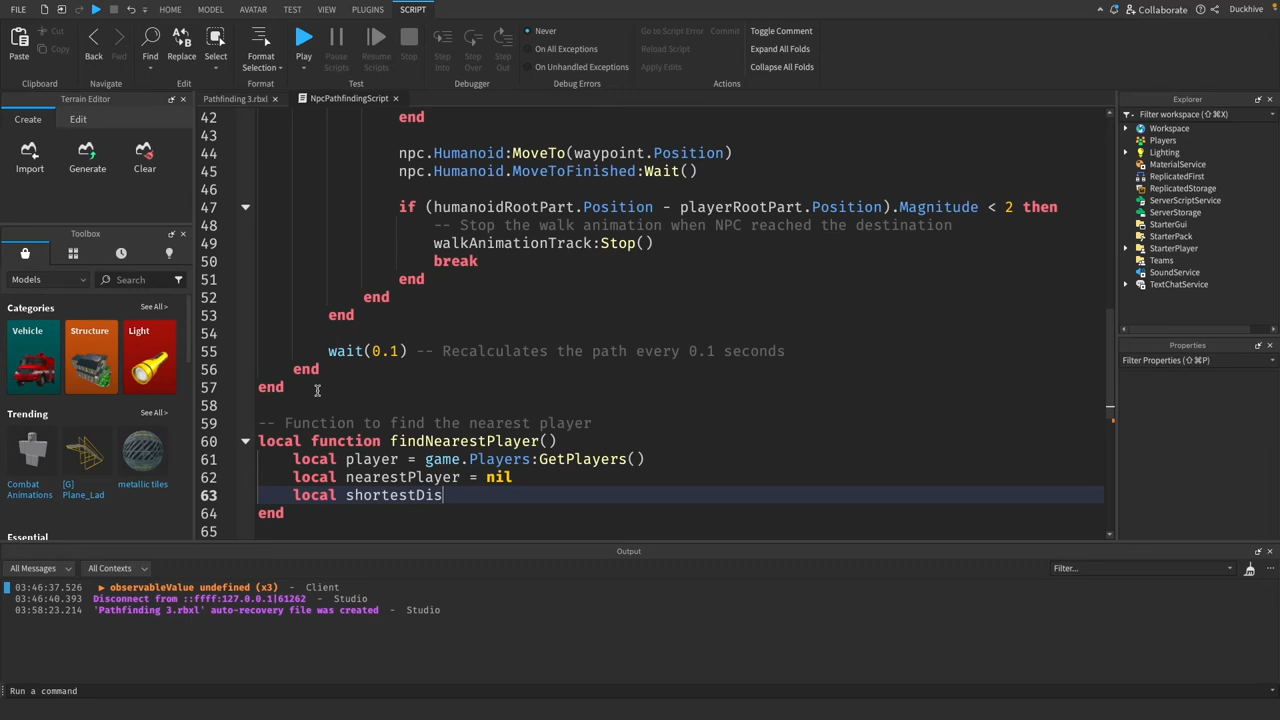 FILE MODEL HOME AVATAR TEST VIEW PLUGINS SCRIPT Collaborate Duckhive
Paste Cut Copy
Clipboard
Back Fwd
Navigate
Find Replace Select
Edit
Format Selection
Format
Play Pause Scripts Resume Scripts Stop
Test
Step Into Step Over Step Out
Debugger
Never
On All Exceptions
On Unhandled Exceptions
Debug Errors
Go to Script Error Commit
Reload Script
Apply Edits
Toggle Comment
Expand All Folds
Collapse All Folds
Actions
Terrain Editor
Create Edit
Import Generate Clear
Toolbox
Models Search
Categories See All >
Vehicle Structure Light
Trending See All >
Combat Animations
[G] Plane_Lad
metallic tiles
Essential See All >
Pathfinding 3.rbxl NpcPathfindingScript
42 end
43
44 npc.Humanoid:MoveTo(waypoint.Position)
45 npc.Humanoid.MoveToFinished:Wait()
46
47 if (humanoidRootPart.Position - playerRootPart.Position).Magnitude < 2 then
48 -- Stop the walk animation when NPC reached the destination
49 walkAnimationTrack:Stop()
50 break
51 end
52 end
53 end
54
55 wait(0.1) -- Recalculates the path every 0.1 seconds
56 end
57 end
58
59 -- Function to find the nearest player
60 local function findNearestPlayer()
61 local player = game.Players:GetPlayers()
62 local nearestPlayer = nil
63 local shortestDis
64 end
65
Explorer
Filter workspace (⇧⌘X)
Workspace
Players
Lighting
MaterialService
ReplicatedFirst
ReplicatedStorage
ServerScriptService
ServerStorage
StarterGui
StarterPack
StarterPlayer
Teams
SoundService
TextChatService
Properties
Filter Properties (⇧⌘P)
Output
All Messages All Contexts Filter...
03:46:37.526 ▶ observableValue undefined (x3) - Client
03:46:40.393 Disconnect from ::ffff:127.0.0.1|61262 - Studio
03:58:23.214 'Pathfinding 3.rbxl' auto-recovery file was created - Studio
Run a command